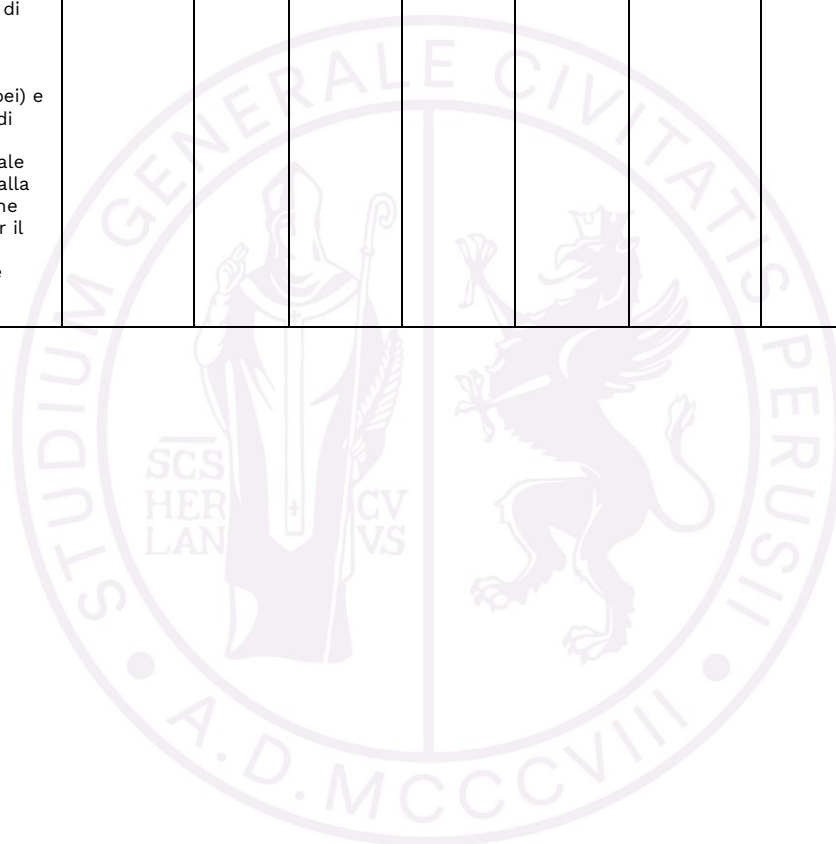 di
pei) e
di
ale
alla
ne
r il
e
STUDIUM GENERALE CIVITATIS PERUSII
SCS
HER CV
LAN VS
A.D. MCCCVIII